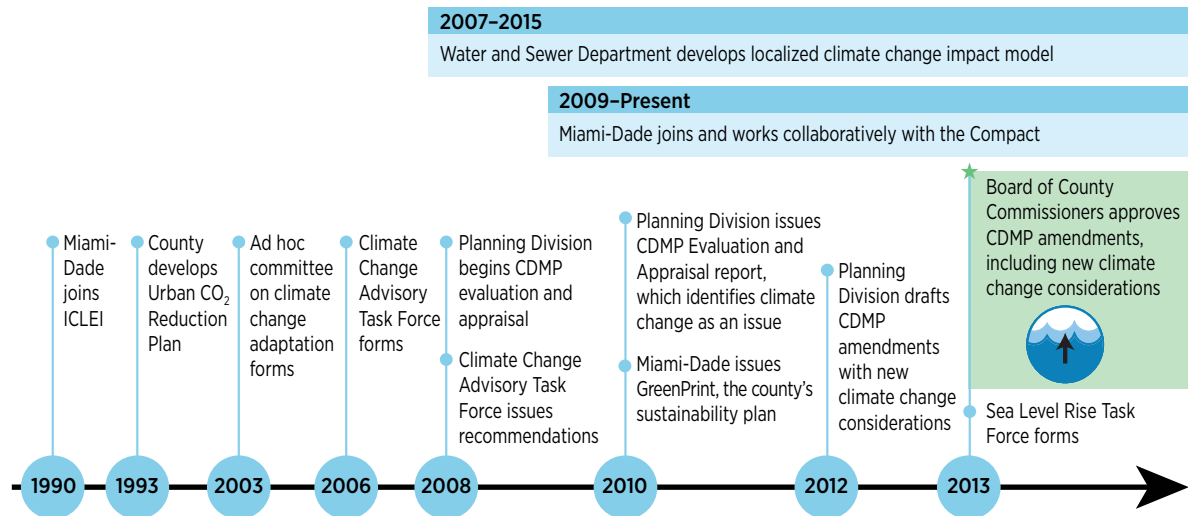 2007–2015
Water and Sewer Department develops localized climate change impact model
2009–Present
Miami-Dade joins and works collaboratively with the Compact
Miami-
Dade
joins
ICLEI
County
develops
Urban CO₂
Reduction
Plan
Ad hoc
committee
on climate
change
adaptation
forms
Climate
Change
Advisory
Task Force
forms
Planning Division
begins CDMP
evaluation and
appraisal
Climate Change
Advisory Task
Force issues
recommendations
Planning Division issues
CDMP Evaluation and
Appraisal report,
which identifies climate
change as an issue
Miami-Dade issues
GreenPrint, the county’s
sustainability plan
Planning
Division drafts
CDMP
amendments
with new
climate change
considerations
Board of County
Commissioners approves
CDMP amendments,
including new climate
change considerations
Sea Level Rise Task
Force forms
1990
1993
2003
2006
2008
2010
2012
2013